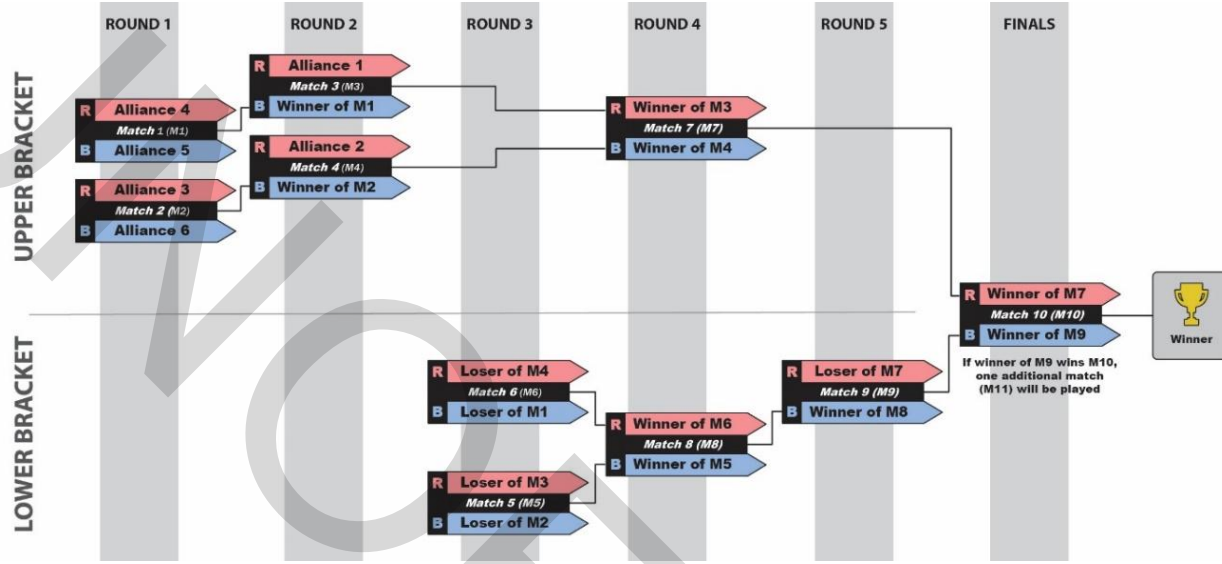 ROUND 1
ROUND 2
ROUND 3
ROUND 4
ROUND 5
FINALS
UPPER BRACKET
R Alliance 4
Match 1 (M1)
B Alliance 5
R Alliance 3
Match 2 (M2)
B Alliance 6
R Alliance 1
Match 3 (M3)
B Winner of M1
R Alliance 2
Match 4 (M4)
B Winner of M2
R Winner of M3
Match 7 (M7)
B Winner of M4
LOWER BRACKET
R Loser of M4
Match 6 (M6)
B Loser of M1
R Loser of M3
Match 5 (M5)
B Loser of M2
R Winner of M6
Match 8 (M8)
B Winner of M5
R Loser of M7
Match 9 (M9)
B Winner of M8
R Winner of M7
Match 10 (M10)
B Winner of M9
If winner of M9 wins M10,
one additional match
(M11) will be played
Winner